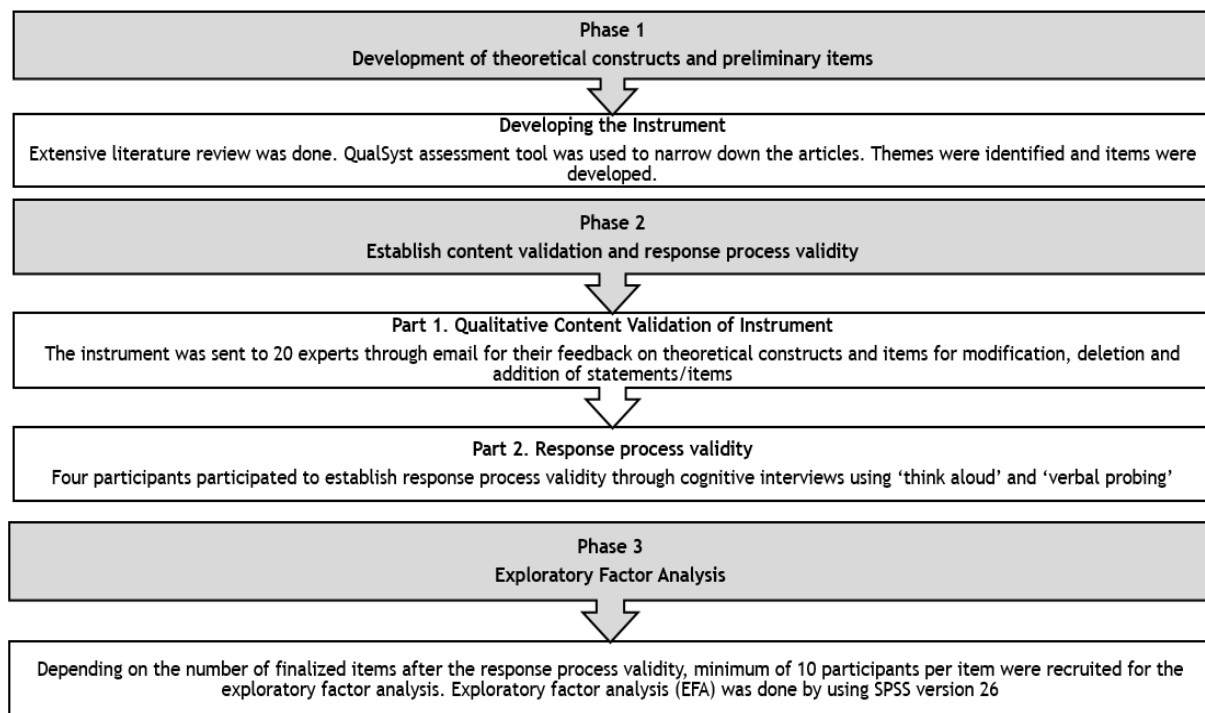 Phase 1
Development of theoretical constructs and preliminary items
Developing the Instrument
Extensive literature review was done. QualSyst assessment tool was used to narrow down the articles. Themes were identified and items were
developed.
Phase 2
Establish content validation and response process validity
Part 1. Qualitative Content Validation of Instrument
The instrument was sent to 20 experts through email for their feedback on theoretical constructs and items for modification, deletion and
addition of statements/items
Part 2. Response process validity
Four participants participated to establish response process validity through cognitive interviews using ‘think aloud’ and ‘verbal probing’
Phase 3
Exploratory Factor Analysis
Depending on the number of finalized items after the response process validity, minimum of 10 participants per item were recruited for the
exploratory factor analysis. Exploratory factor analysis (EFA) was done by using SPSS version 26